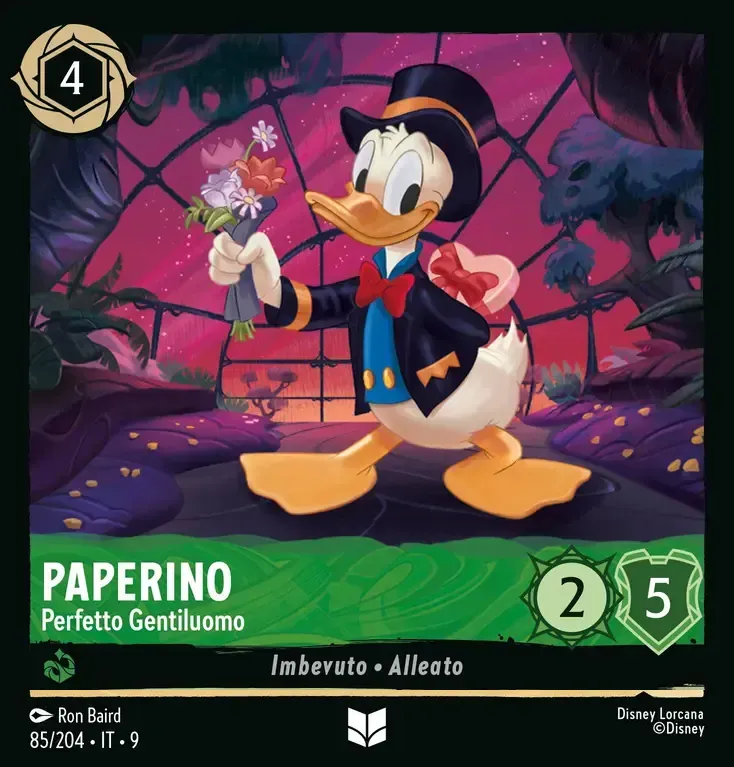 4
PAPERINO
Perfetto Gentiluomo
2
5
Imbevuto • Alleato
Ron Baird
85/204 • IT • 9
Disney Lorcana
©Disney